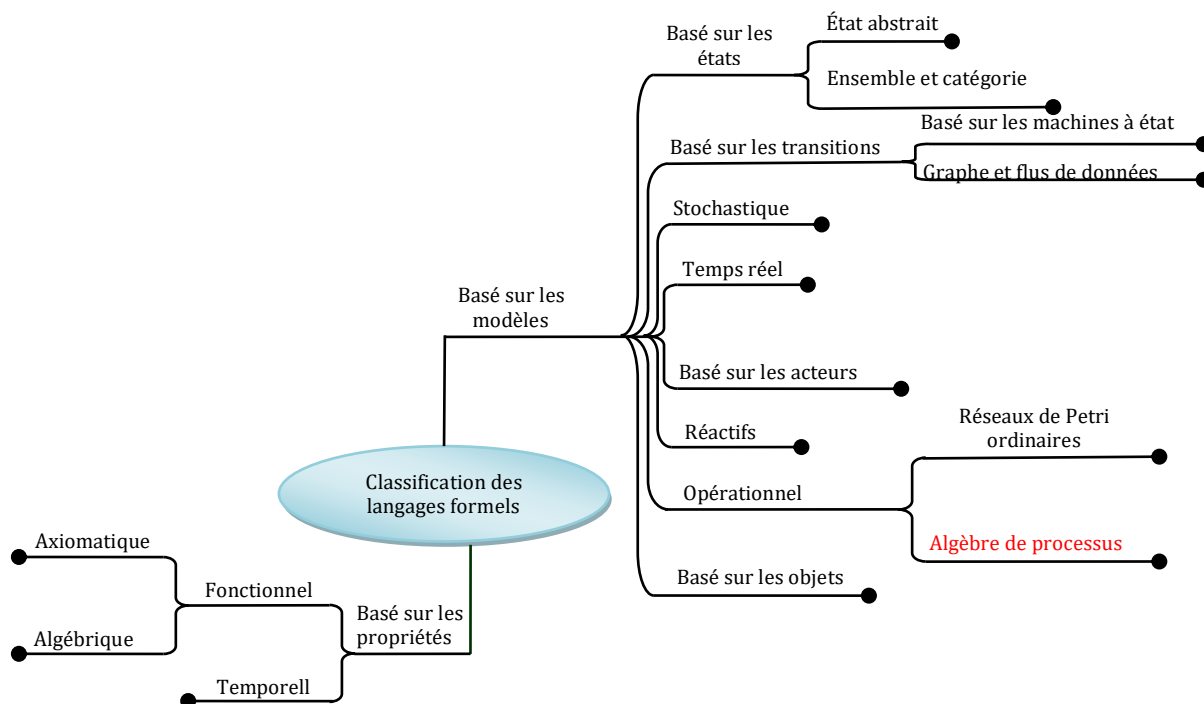 État abstrait
Basé sur les
états
Ensemble et catégorie
Basé sur les machines à état
Basé sur les transitions
Graphe et flus de données
Stochastique
Temps réel
Basé sur les
modèles
Basé sur les acteurs
Réactifs
Réseaux de Petri
ordinaires
Opérationnel
Algèbre de processus
Basé sur les objets
Classification des
langages formels
Axiomatique
Fonctionnel
Algébrique
Basé sur les
propriétés
Temporell